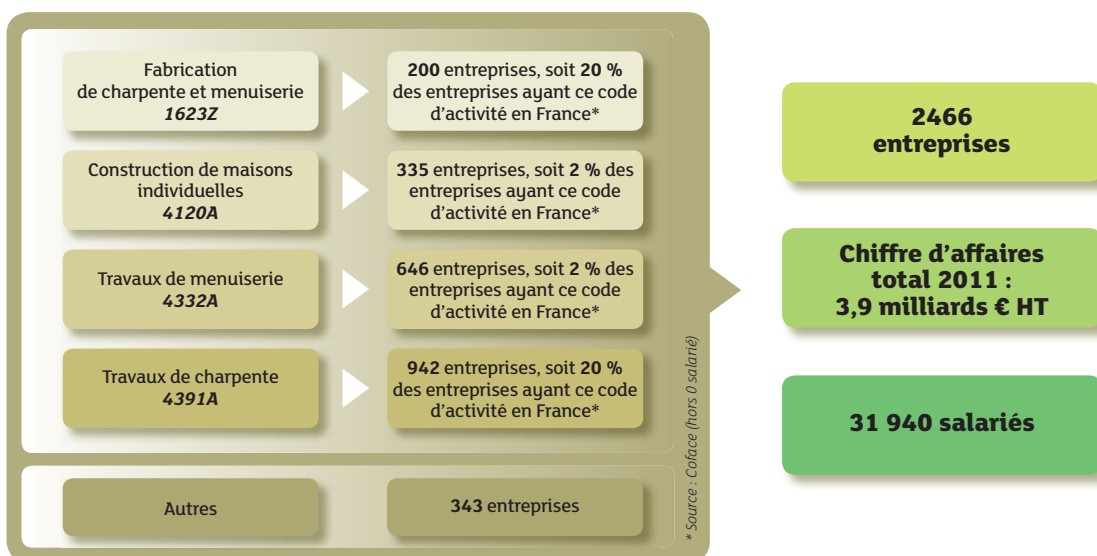 Fabrication
de charpente et menuiserie
1623Z
200 entreprises, soit 20 %
des entreprises ayant ce code
d'activité en France*
Construction de maisons
individuelles
4120A
335 entreprises, soit 2 % des
entreprises ayant ce code
d'activité en France*
Travaux de menuiserie
4332A
646 entreprises, soit 2 % des
entreprises ayant ce code
d'activité en France*
Travaux de charpente
4391A
942 entreprises, soit 20 %
des entreprises ayant ce code
d'activité en France*
Autres
343 entreprises
* Source : Coface (hors 0 salarié)
2466
entreprises
Chiffre d'affaires
total 2011 :
3,9 milliards € HT
31 940 salariés